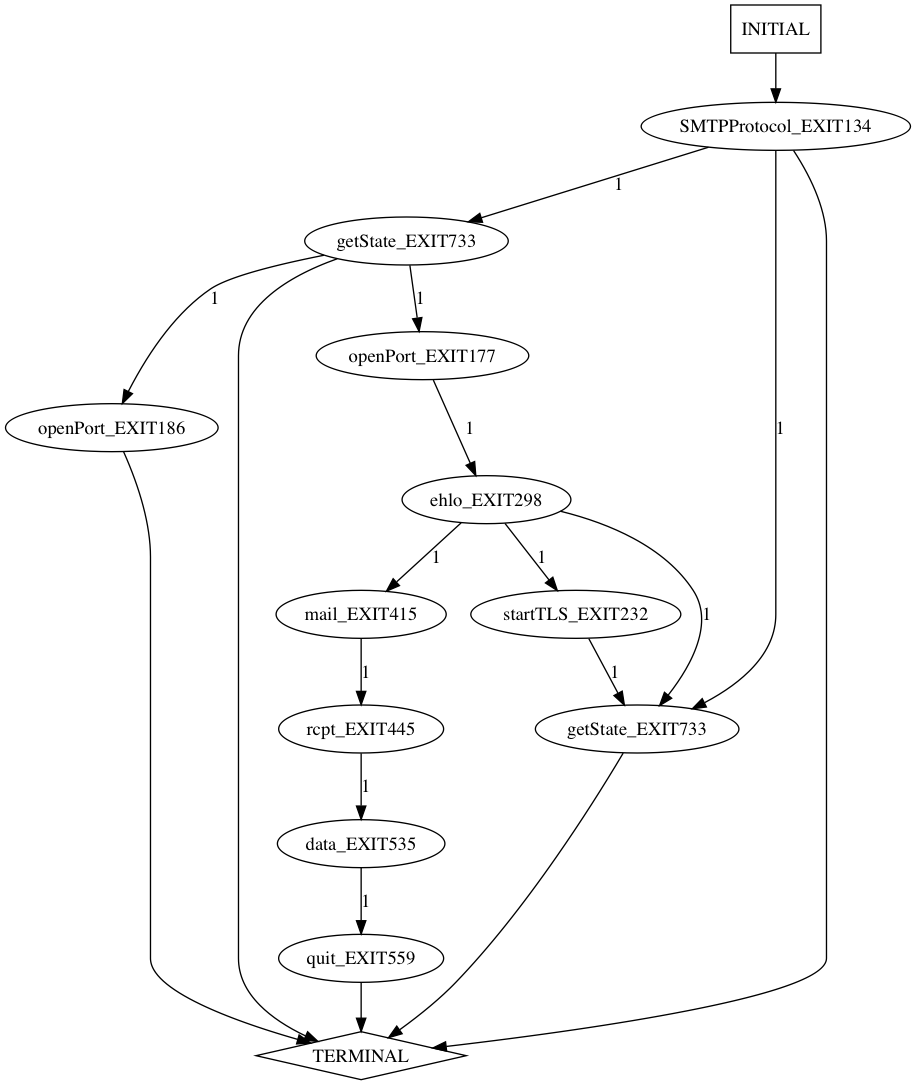 INITIAL
SMTPProtocol_EXIT134
1
getState_EXIT733
1
1
openPort_EXIT177
openPort_EXIT186
1
1
ehlo_EXIT298
1
1
mail_EXIT415
startTLS_EXIT232
1
1
1
rcpt_EXIT445
getState_EXIT733
1
data_EXIT535
1
quit_EXIT559
TERMINAL